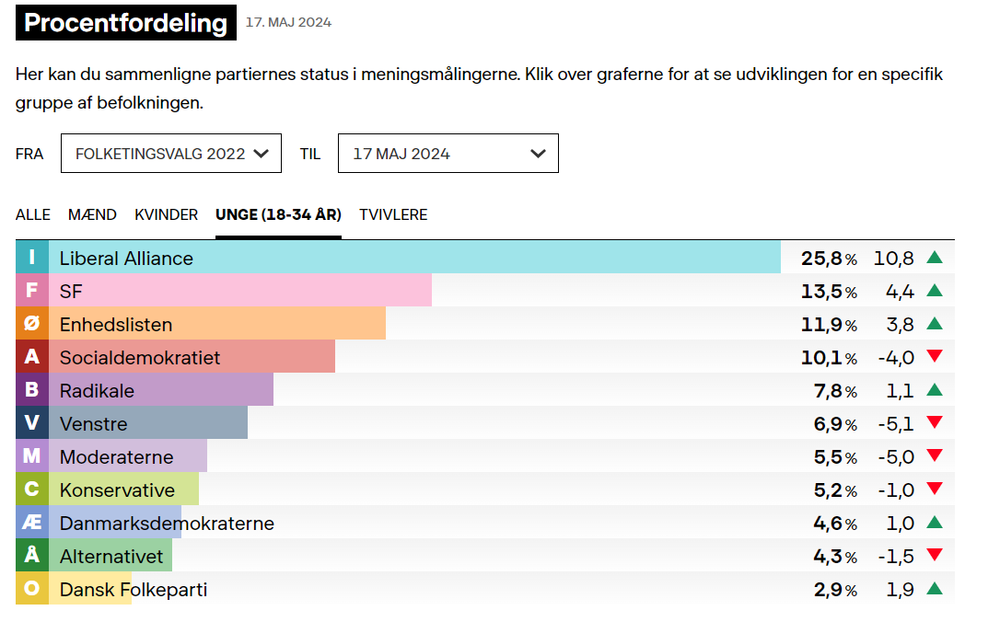 Procentfordeling 17. MAJ 2024
Her kan du sammenligne partiernes status i meningsmålingerne. Klik over graferne for at se udviklingen for en specifik
gruppe af befolkningen.
FRA FOLKETINGSVALG 2022 TIL 17 MAJ 2024
ALLE MÆND KVINDER UNGE (18-34 ÅR) TVIVLERE
I Liberal Alliance 25,8 % 10,8
F SF 13,5 % 4,4
Ø Enhedslisten 11,9 % 3,8
A Socialdemokratiet 10,1 % -4,0
B Radikale 7,8 % 1,1
V Venstre 6,9 % -5,1
M Moderaterne 5,5 % -5,0
C Konservative 5,2 % -1,0
Æ Danmarksdemokraterne 4,6 % 1,0
Å Alternativet 4,3 % -1,5
O Dansk Folkeparti 2,9 % 1,9